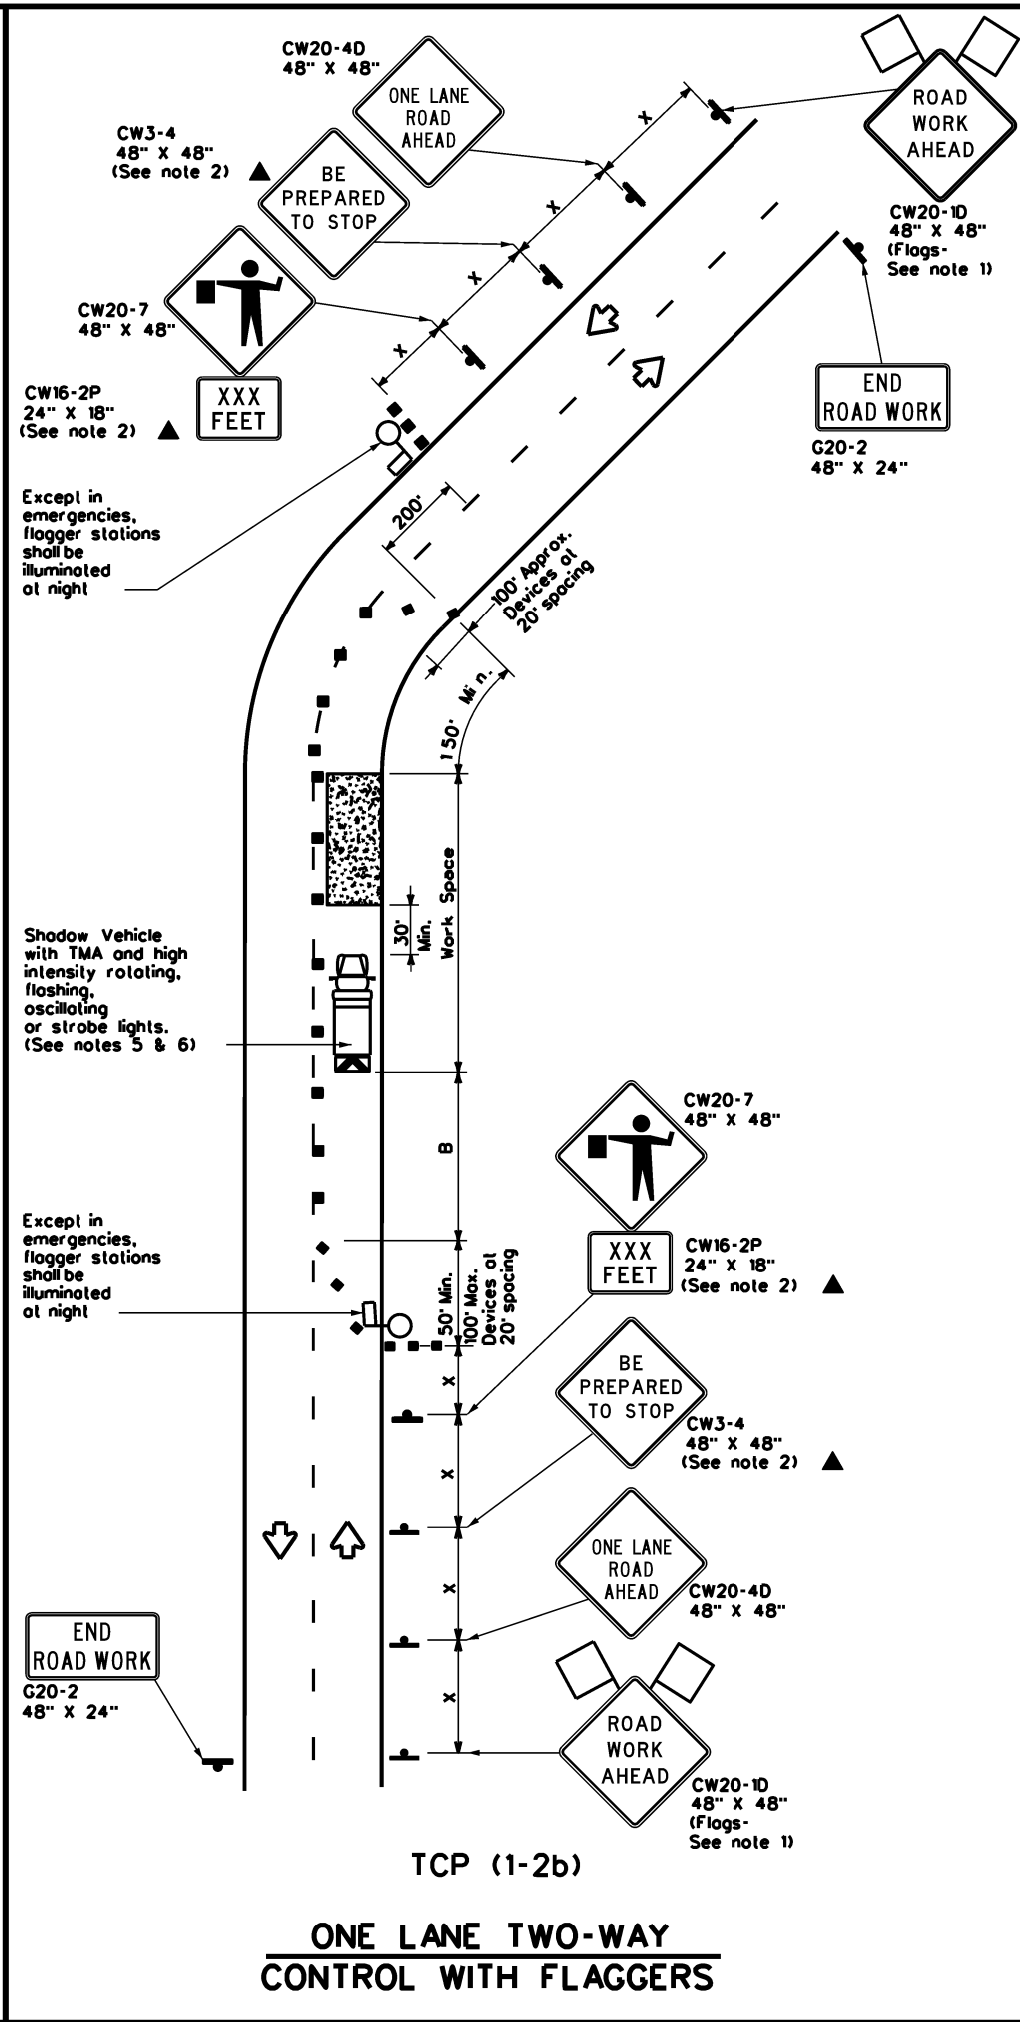 CW20-4D
48" X 48"
ONE LANE
ROAD
AHEAD
ROAD
WORK
AHEAD
CW20-1D
48" X 48"
(Flags-
See note 1)
CW3-4
48" X 48"
(See note 2)
BE
PREPARED
TO STOP
CW20-7
48" X 48"
CW16-2P
24" X 18"
(See note 2)
XXX
FEET
X
X
X
X
END
ROAD WORK
G20-2
48" X 24"
Except in
emergencies,
flagger stations
shall be
illuminated
at night
200'
100' Approx.
Devices at
20' spacing
150' Min.
Work Space
30'
Min.
Shadow Vehicle
with TMA and high
intensity rotating,
flashing,
oscillating
or strobe lights.
(See notes 5 & 6)
B
CW20-7
48" X 48"
XXX
FEET
CW16-2P
24" X 18"
(See note 2)
Except in
emergencies,
flagger stations
shall be
illuminated
at night
50' Min.
100' Max.
Devices at
20' spacing
X
X
X
X
BE
PREPARED
TO STOP
CW3-4
48" X 48"
(See note 2)
ONE LANE
ROAD
AHEAD
CW20-4D
48" X 48"
END
ROAD WORK
G20-2
48" X 24"
ROAD
WORK
AHEAD
CW20-1D
48" X 48"
(Flags-
See note 1)
TCP (1-2b)
ONE LANE TWO-WAY
CONTROL WITH FLAGGERS